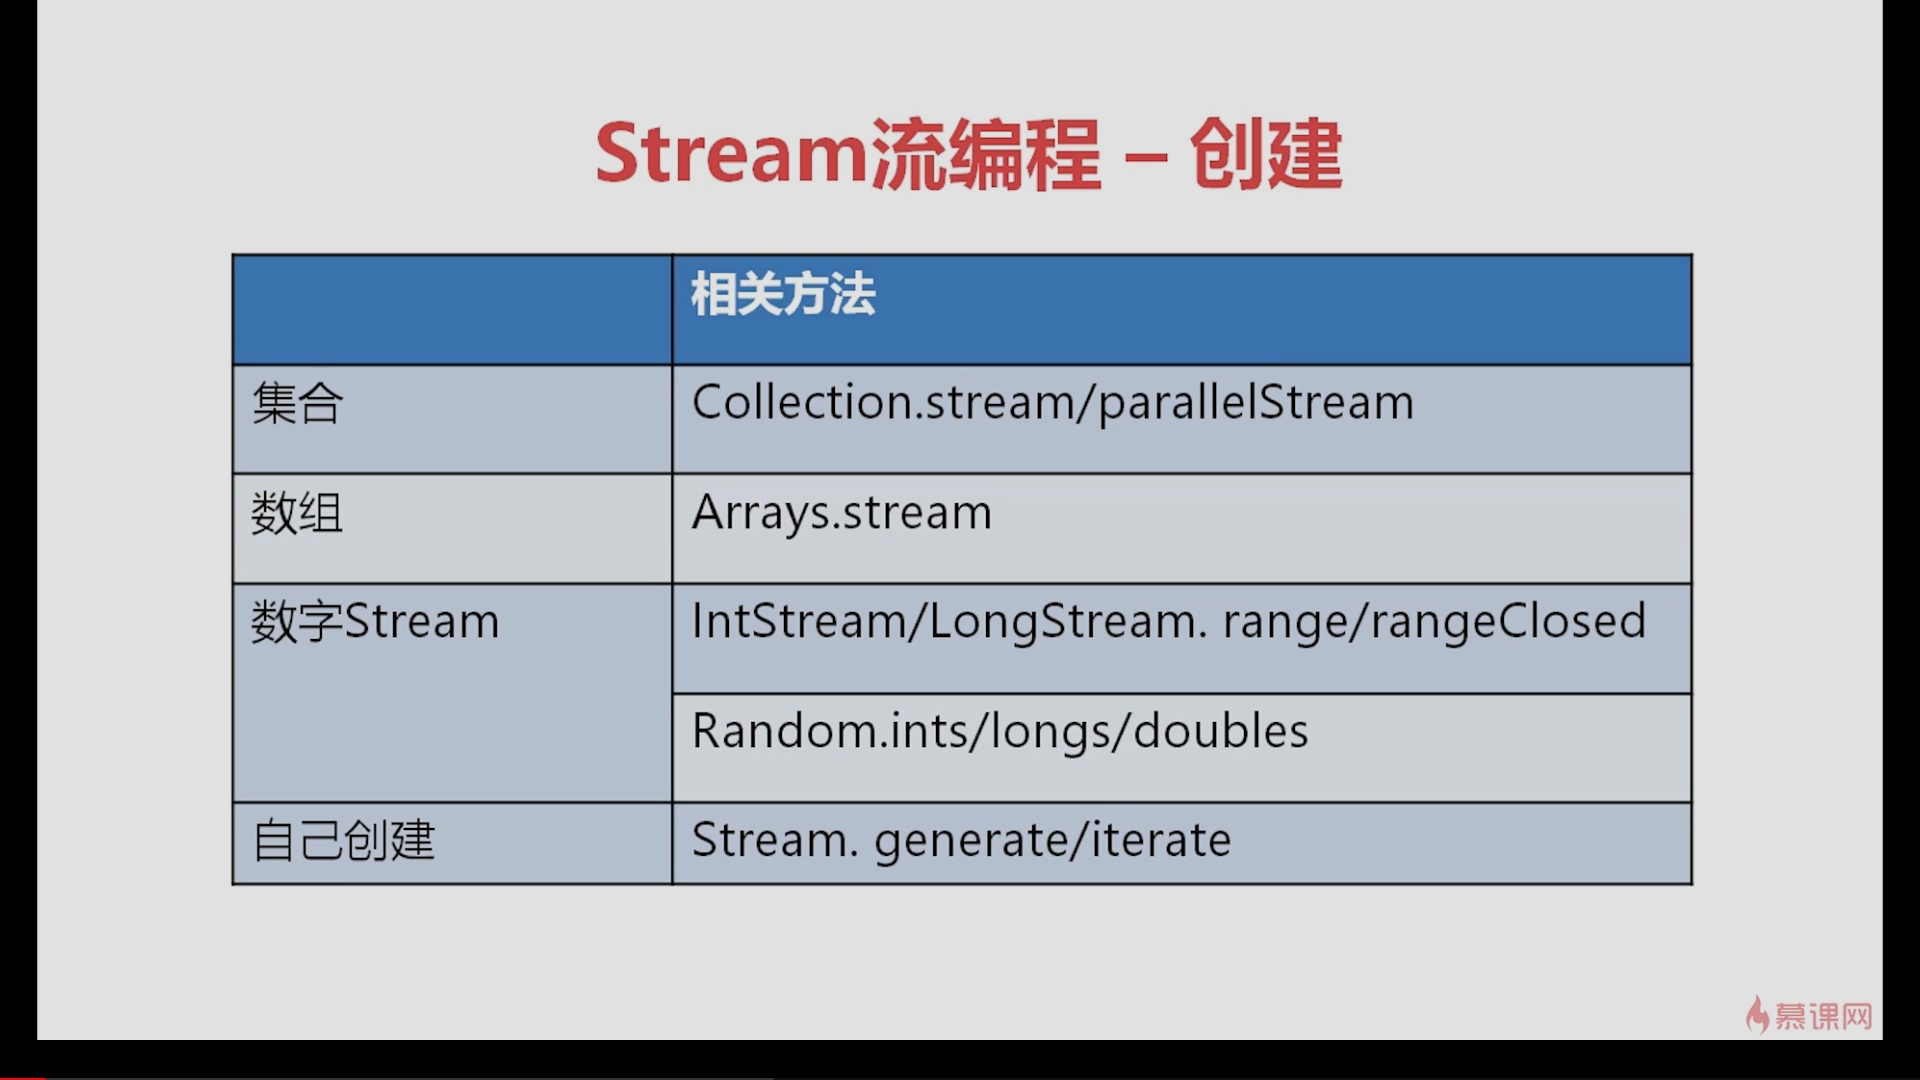 Stream流编程 – 创建
相关方法
集合
Collection.stream/parallelStream
数组
Arrays.stream
数字Stream
IntStream/LongStream. range/rangeClosed
Random.ints/longs/doubles
自己创建
Stream. generate/iterate
慕课网